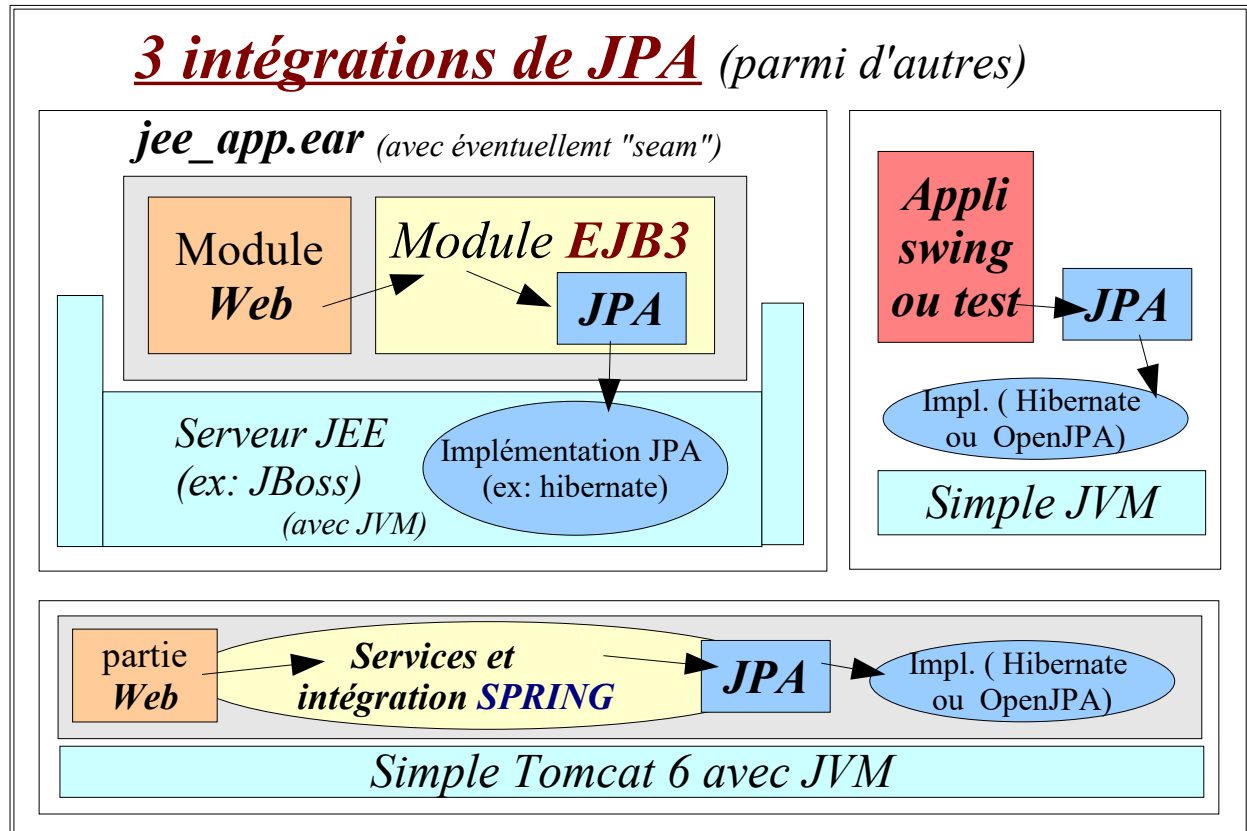 3 intégrations de JPA (parmi d'autres)
jee_app.ear (avec éventuellemt "seam")
Module
Web
Module EJB3
JPA
Serveur JEE
(ex: JBoss)
(avec JVM)
Implémentation JPA
(ex: hibernate)
Appli
swing
ou test
JPA
Impl. ( Hibernate
ou OpenJPA)
Simple JVM
partie
Web
Services et
intégration SPRING
JPA
Impl. ( Hibernate
ou OpenJPA)
Simple Tomcat 6 avec JVM